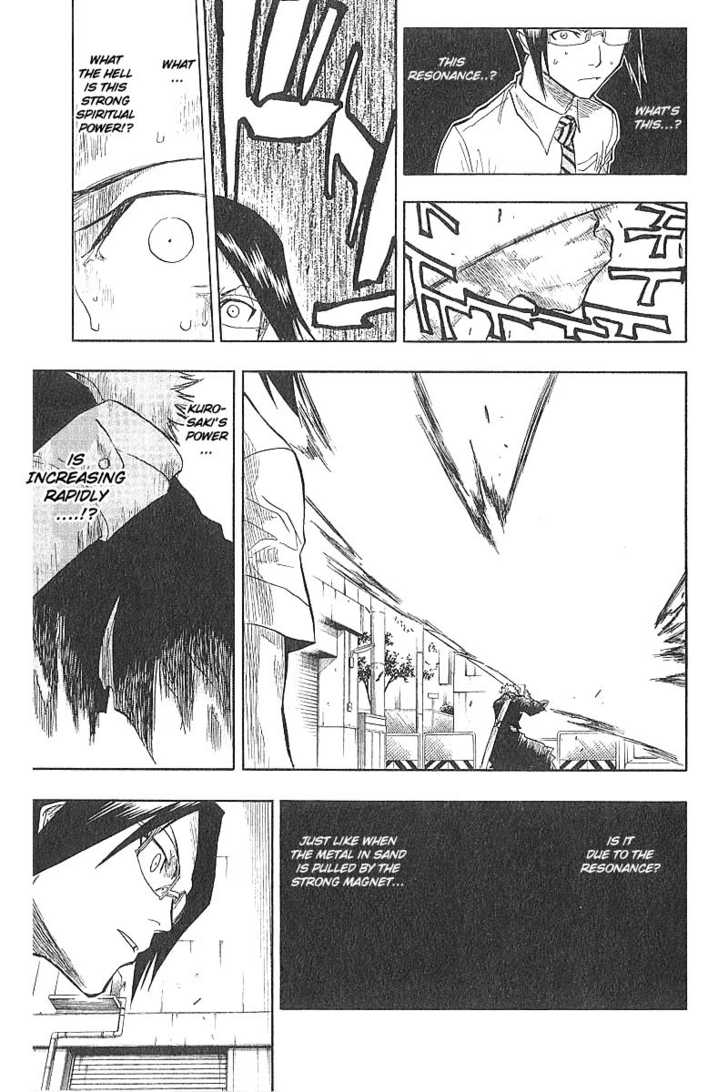 THIS
RESONANCE..?
WHAT'S
THIS...?
WHAT
...
WHAT
THE HELL
IS THIS
STRONG
SPIRITUAL
POWER!?
KURO-
SAKI'S
POWER
...
IS
INCREASING
RAPIDLY
....!?
IS IT
DUE TO THE
RESONANCE?
JUST LIKE WHEN
THE METAL IN SAND
IS PULLED BY THE
STRONG MAGNET...